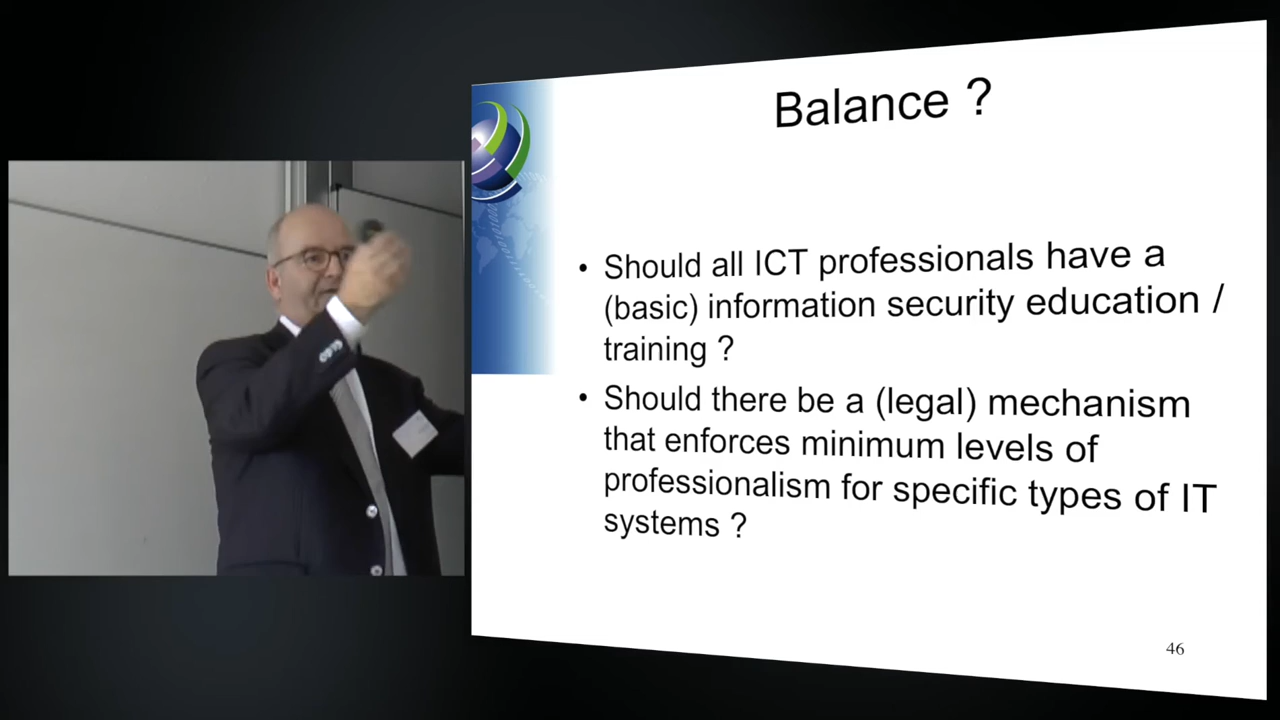 Balance ?
• Should all ICT professionals have a
(basic) information security education /
training ?
• Should there be a (legal) mechanism
that enforces minimum levels of
professionalism for specific types of IT
systems ?
46